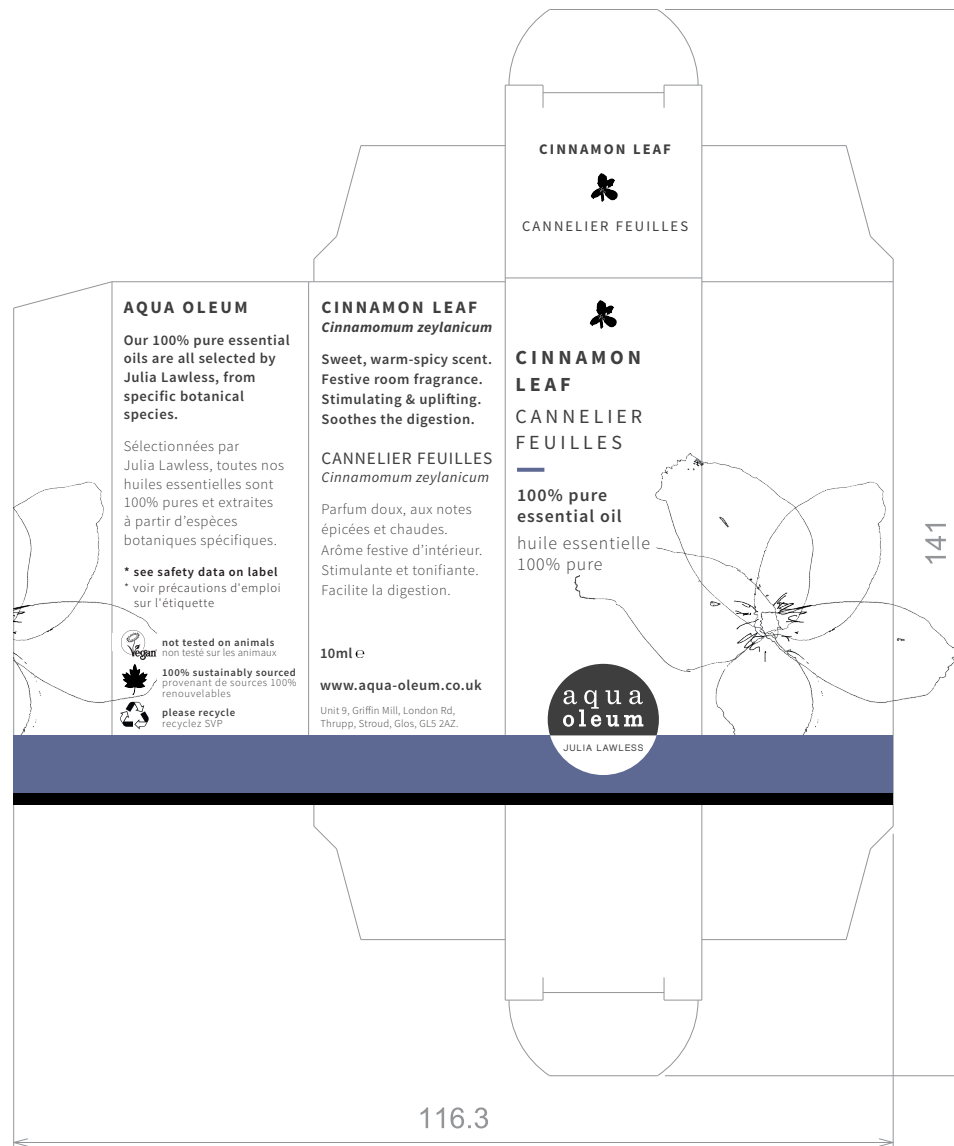 CINNAMON LEAF
CANNELIER FEUILLES
AQUA OLEUM
Our 100% pure essential
oils are all selected by
Julia Lawless, from
specific botanical
species.
Sélectionnées par
Julia Lawless, toutes nos
huiles essentielles sont
100% pures et extraites
à partir d'espèces
botaniques spécifiques.
* see safety data on label
* voir précautions d'emploi
sur l'étiquette
Vegan
not tested on animals
non testé sur les animaux
100% sustainably sourced
provenant de sources 100%
renouvelables
please recycle
recyclez SVP
CINNAMON LEAF
Cinnamomum zeylanicum
Sweet, warm-spicy scent.
Festive room fragrance.
Stimulating & uplifting.
Soothes the digestion.
CANNELIER FEUILLES
Cinnamomum zeylanicum
Parfum doux, aux notes
épicées et chaudes.
Arôme festive d'intérieur.
Stimulante et tonifiante.
Facilite la digestion.
10ml ℮
www.aqua-oleum.co.uk
Unit 9, Griffin Mill, London Rd,
Thrupp, Stroud, Glos, GL5 2AZ.
CINNAMON
LEAF
CANNELIER
FEUILLES
100% pure
essential oil
huile essentielle
100% pure
aqua
oleum
JULIA LAWLESS
141
116.3